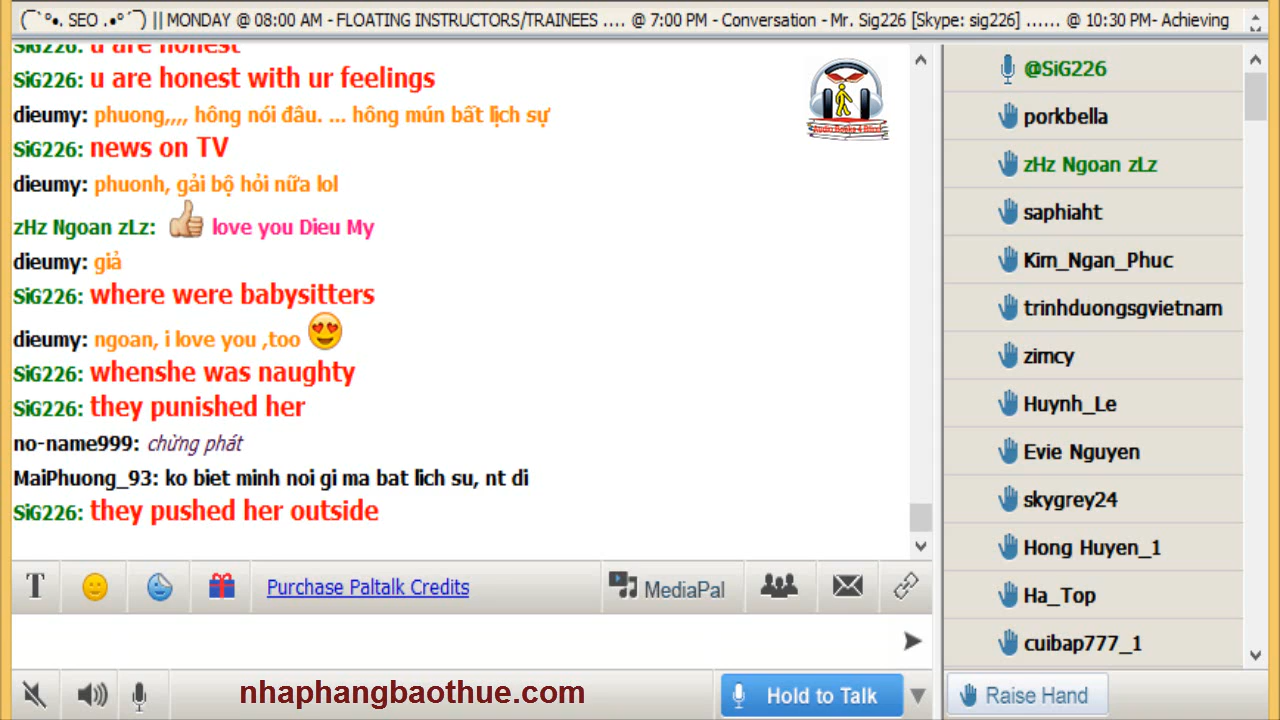 (¯`°•. SEO .•°´¯) || MONDAY @ 08:00 AM - FLOATING INSTRUCTORS/TRAINEES .... @ 7:00 PM - Conversation - Mr. Sig226 [Skype: sig226] ...... @ 10:30 PM- Achieving
SiG226: u are honest
SiG226: u are honest with ur feelings
dieumy: phuong,,,, hông nói đâu. ... hông mún bất lịch sự
SiG226: news on TV
dieumy: phuonh, gải bộ hỏi nữa lol
zHz Ngoan zLz: love you Dieu My
dieumy: giả
SiG226: where were babysitters
dieumy: ngoan, i love you ,too
SiG226: whenshe was naughty
SiG226: they punished her
no-name999: chừng phát
MaiPhuong_93: ko biet minh noi gi ma bat lich su, nt di
SiG226: they pushed her outside
Audio Books 4 Blind
@SiG226
porkbella
zHz Ngoan zLz
saphiaht
Kim_Ngan_Phuc
trinhduongsgvietnam
zimcy
Huynh_Le
Evie Nguyen
skygrey24
Hong Huyen_1
Ha_Top
cuibap777_1
T
Purchase Paltalk Credits
MediaPal
nhaphangbaothue.com
Hold to Talk
Raise Hand